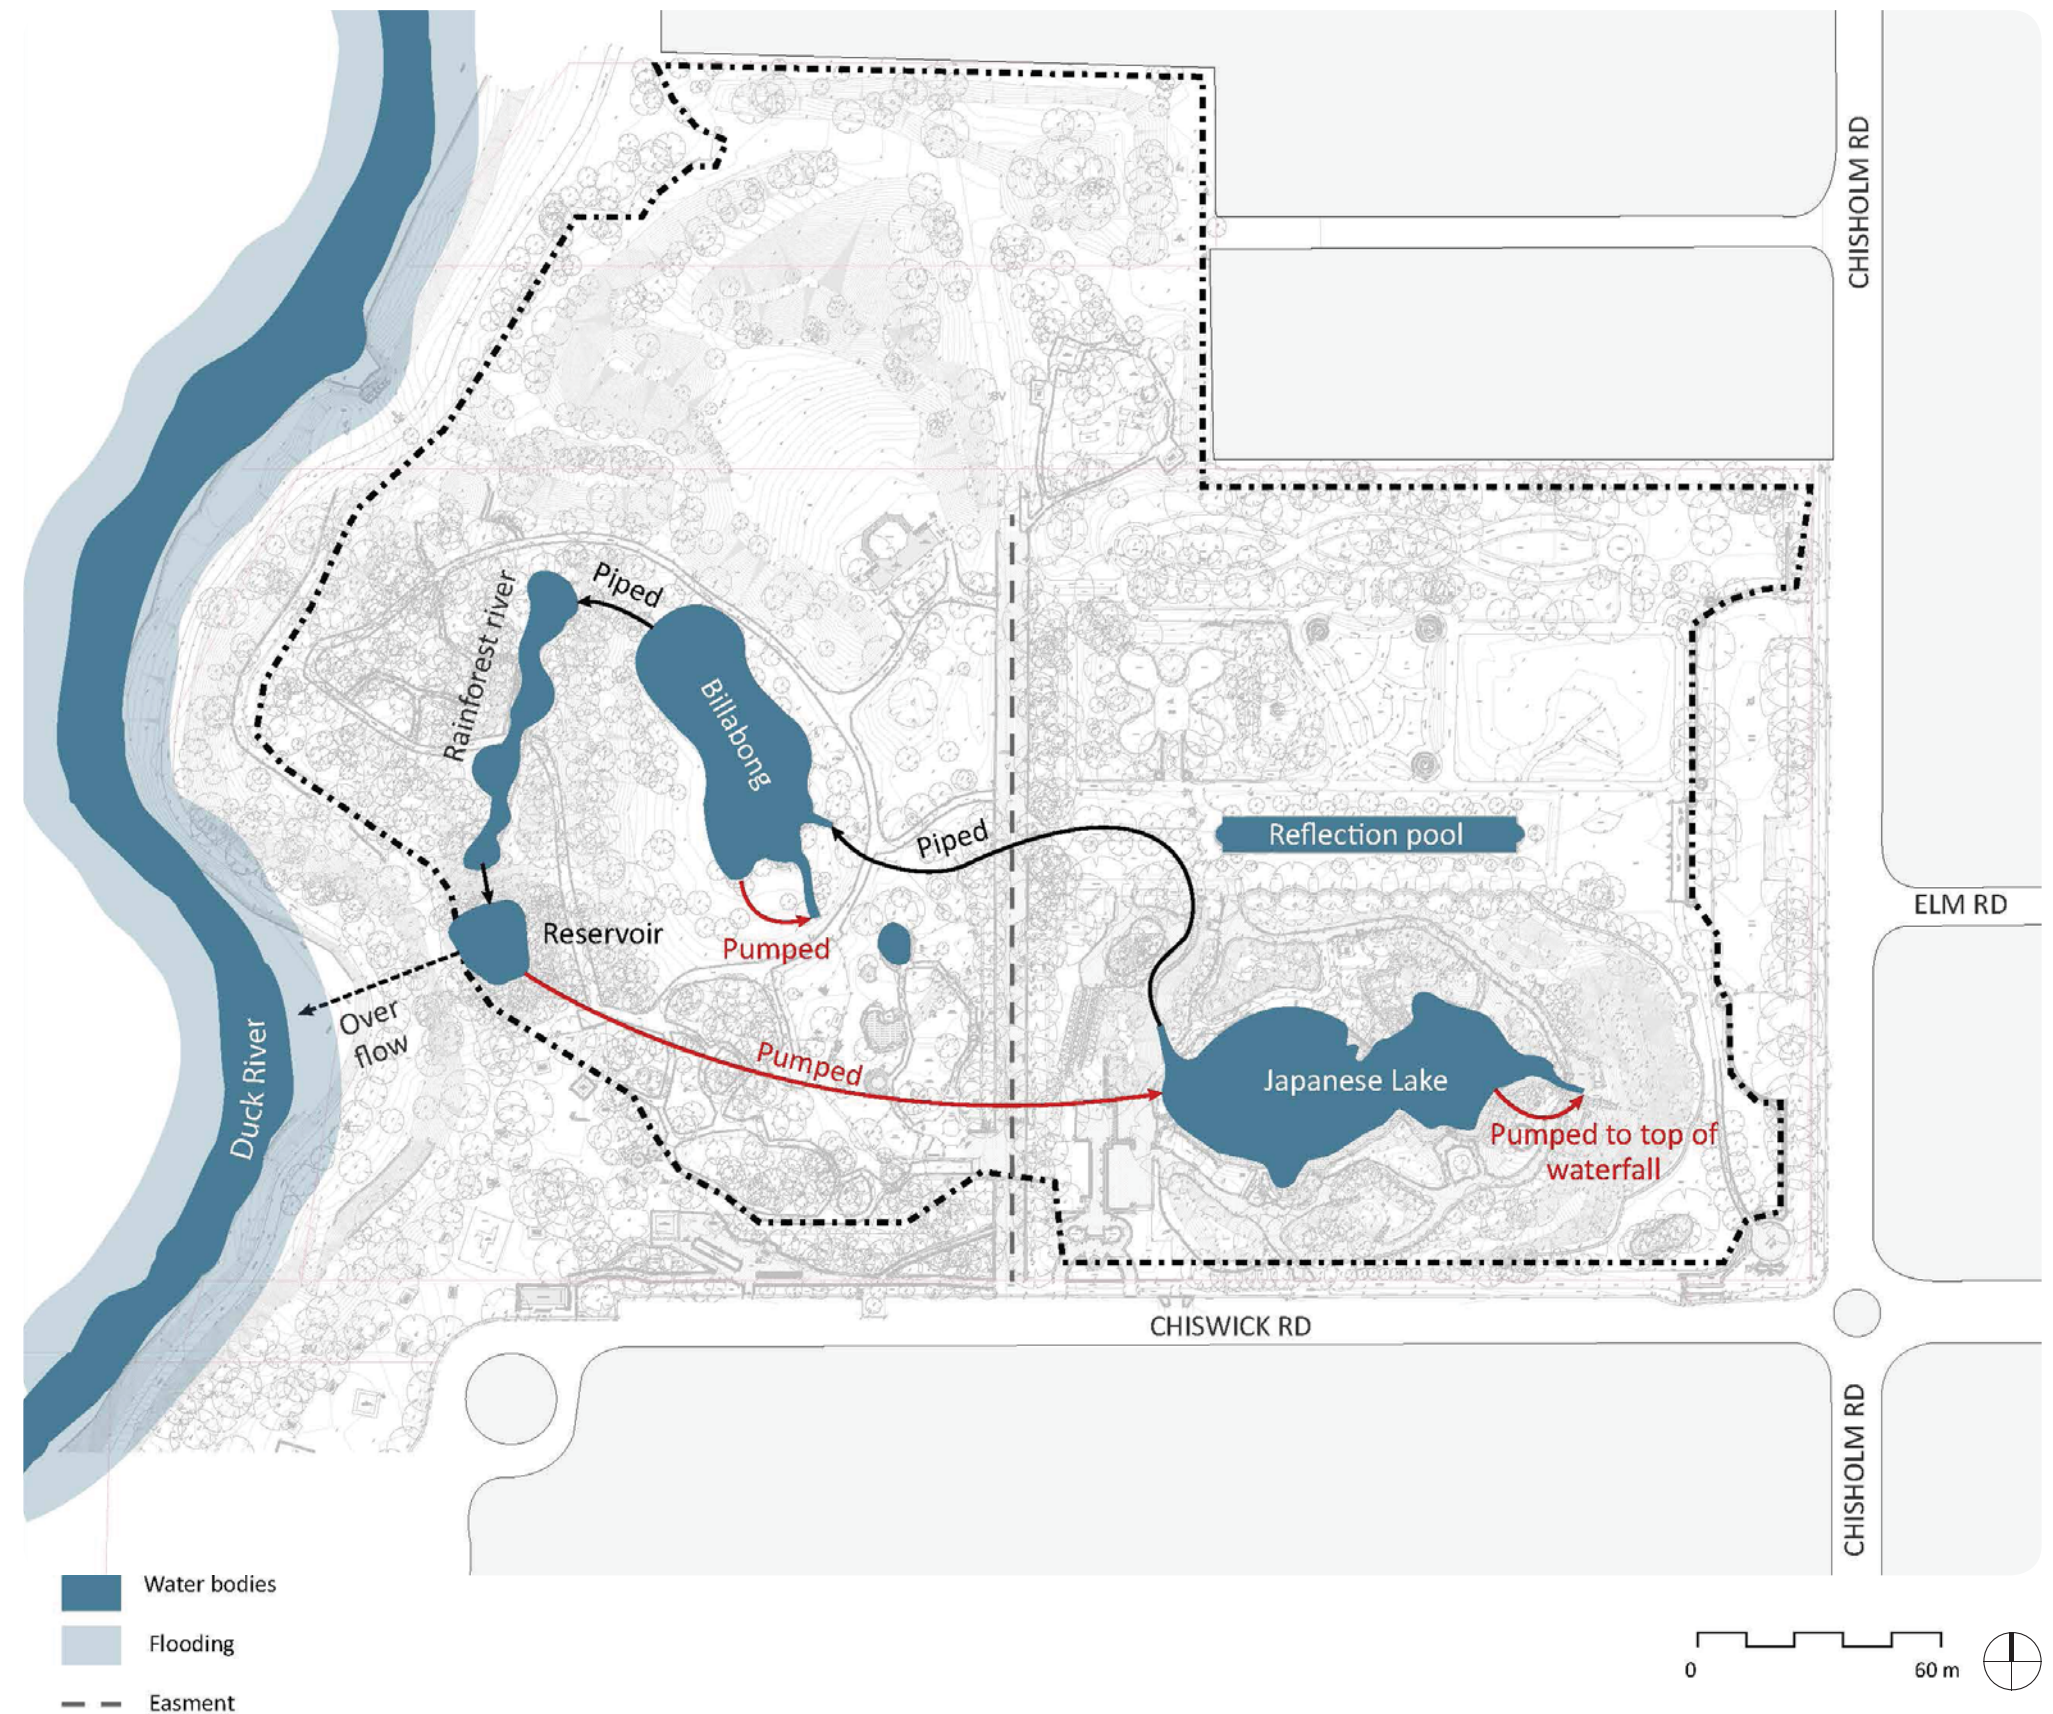 CHISHOLM RD
Piped
Rainforest river
Billabong
Piped
Reflection pool
ELM RD
Reservoir
Pumped
Over
flow
Pumped
Duck River
Japanese Lake
Pumped to top of
waterfall
CHISWICK RD
CHISHOLM RD
Water bodies
Flooding
Easment
0
60 m